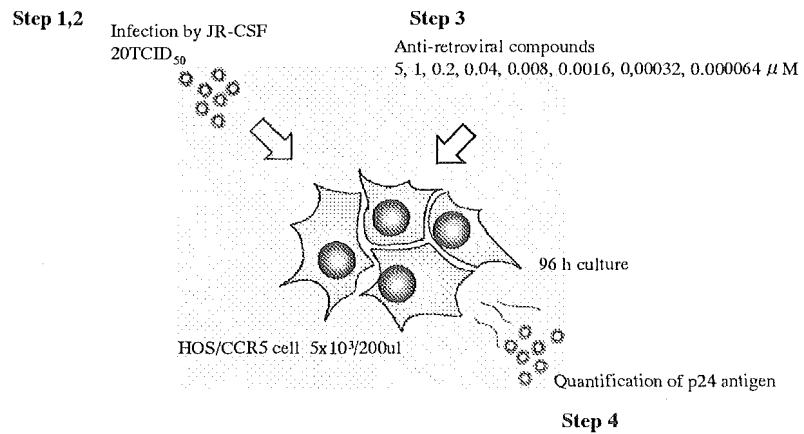 Step 1,2
Infection by JR-CSF
20TCID50
Step 3
Anti-retroviral compounds
5, 1, 0.2, 0.04, 0.008, 0.0016, 0,00032, 0.000064 μM
96 h culture
HOS/CCR5 cell 5x10³/200ul
Quantification of p24 antigen
Step 4